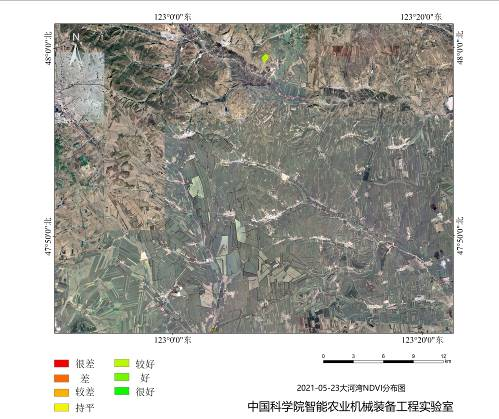 123°0'0"东 123°20'0"东
48°0'北
48°0'北
N
47°50'0"北
47°50'0"北
123°0'0"东 123°20'0"东
很差 较好
差 好
较差 很好
持平
0 3 6 9 12
km
2021-05-23大河湾NDVI分布图
中国科学院智能农业机械装备工程实验室